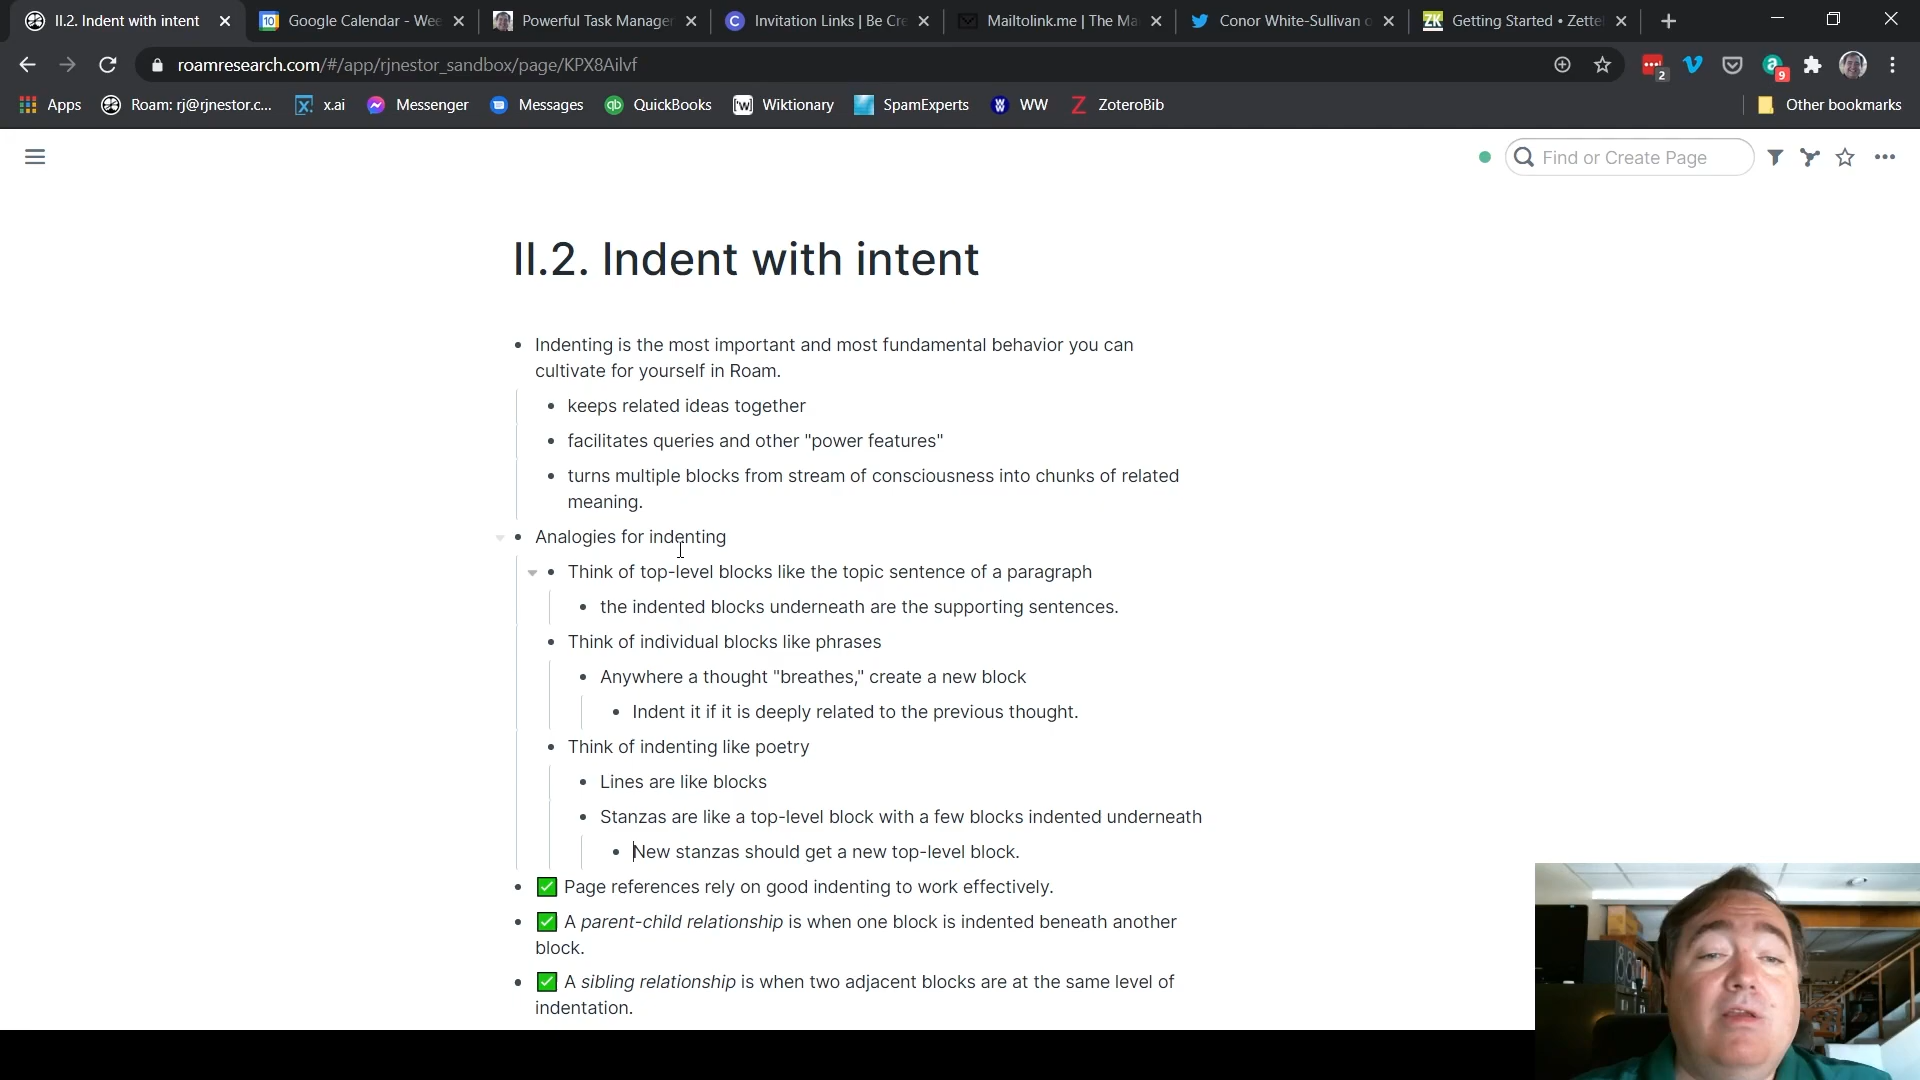 II.2. Indent with intent
Google Calendar - Wee
Powerful Task Manager
Invitation Links | Be Cre
Mailtolink.me | The Ma
Conor White-Sullivan o
Getting Started • Zettel
roamresearch.com/#/app/rjnestor_sandbox/page/KPX8Ailvf
2
9
Apps
Roam: rj@rjnestor.c...
x.ai
Messenger
Messages
QuickBooks
Wiktionary
SpamExperts
WW
ZoteroBib
Other bookmarks
Find or Create Page
II.2. Indent with intent
Indenting is the most important and most fundamental behavior you can
cultivate for yourself in Roam.
keeps related ideas together
facilitates queries and other "power features"
turns multiple blocks from stream of consciousness into chunks of related
meaning.
Analogies for indenting
Think of top-level blocks like the topic sentence of a paragraph
the indented blocks underneath are the supporting sentences.
Think of individual blocks like phrases
Anywhere a thought "breathes," create a new block
Indent it if it is deeply related to the previous thought.
Think of indenting like poetry
Lines are like blocks
Stanzas are like a top-level block with a few blocks indented underneath
New stanzas should get a new top-level block.
✅ Page references rely on good indenting to work effectively.
✅ A parent-child relationship is when one block is indented beneath another
block.
✅ A sibling relationship is when two adjacent blocks are at the same level of
indentation.